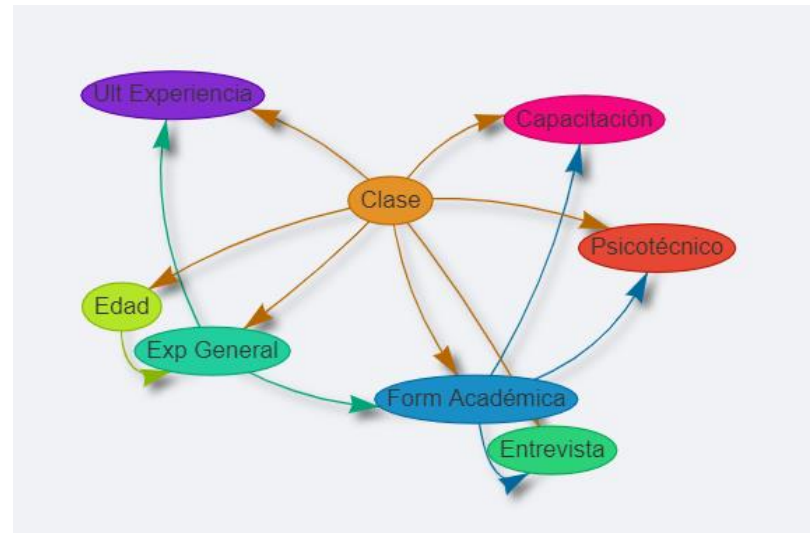 Ult Experiencia
Capacitación
Clase
Psicotécnico
Edad
Exp General
Form Académica
Entrevista